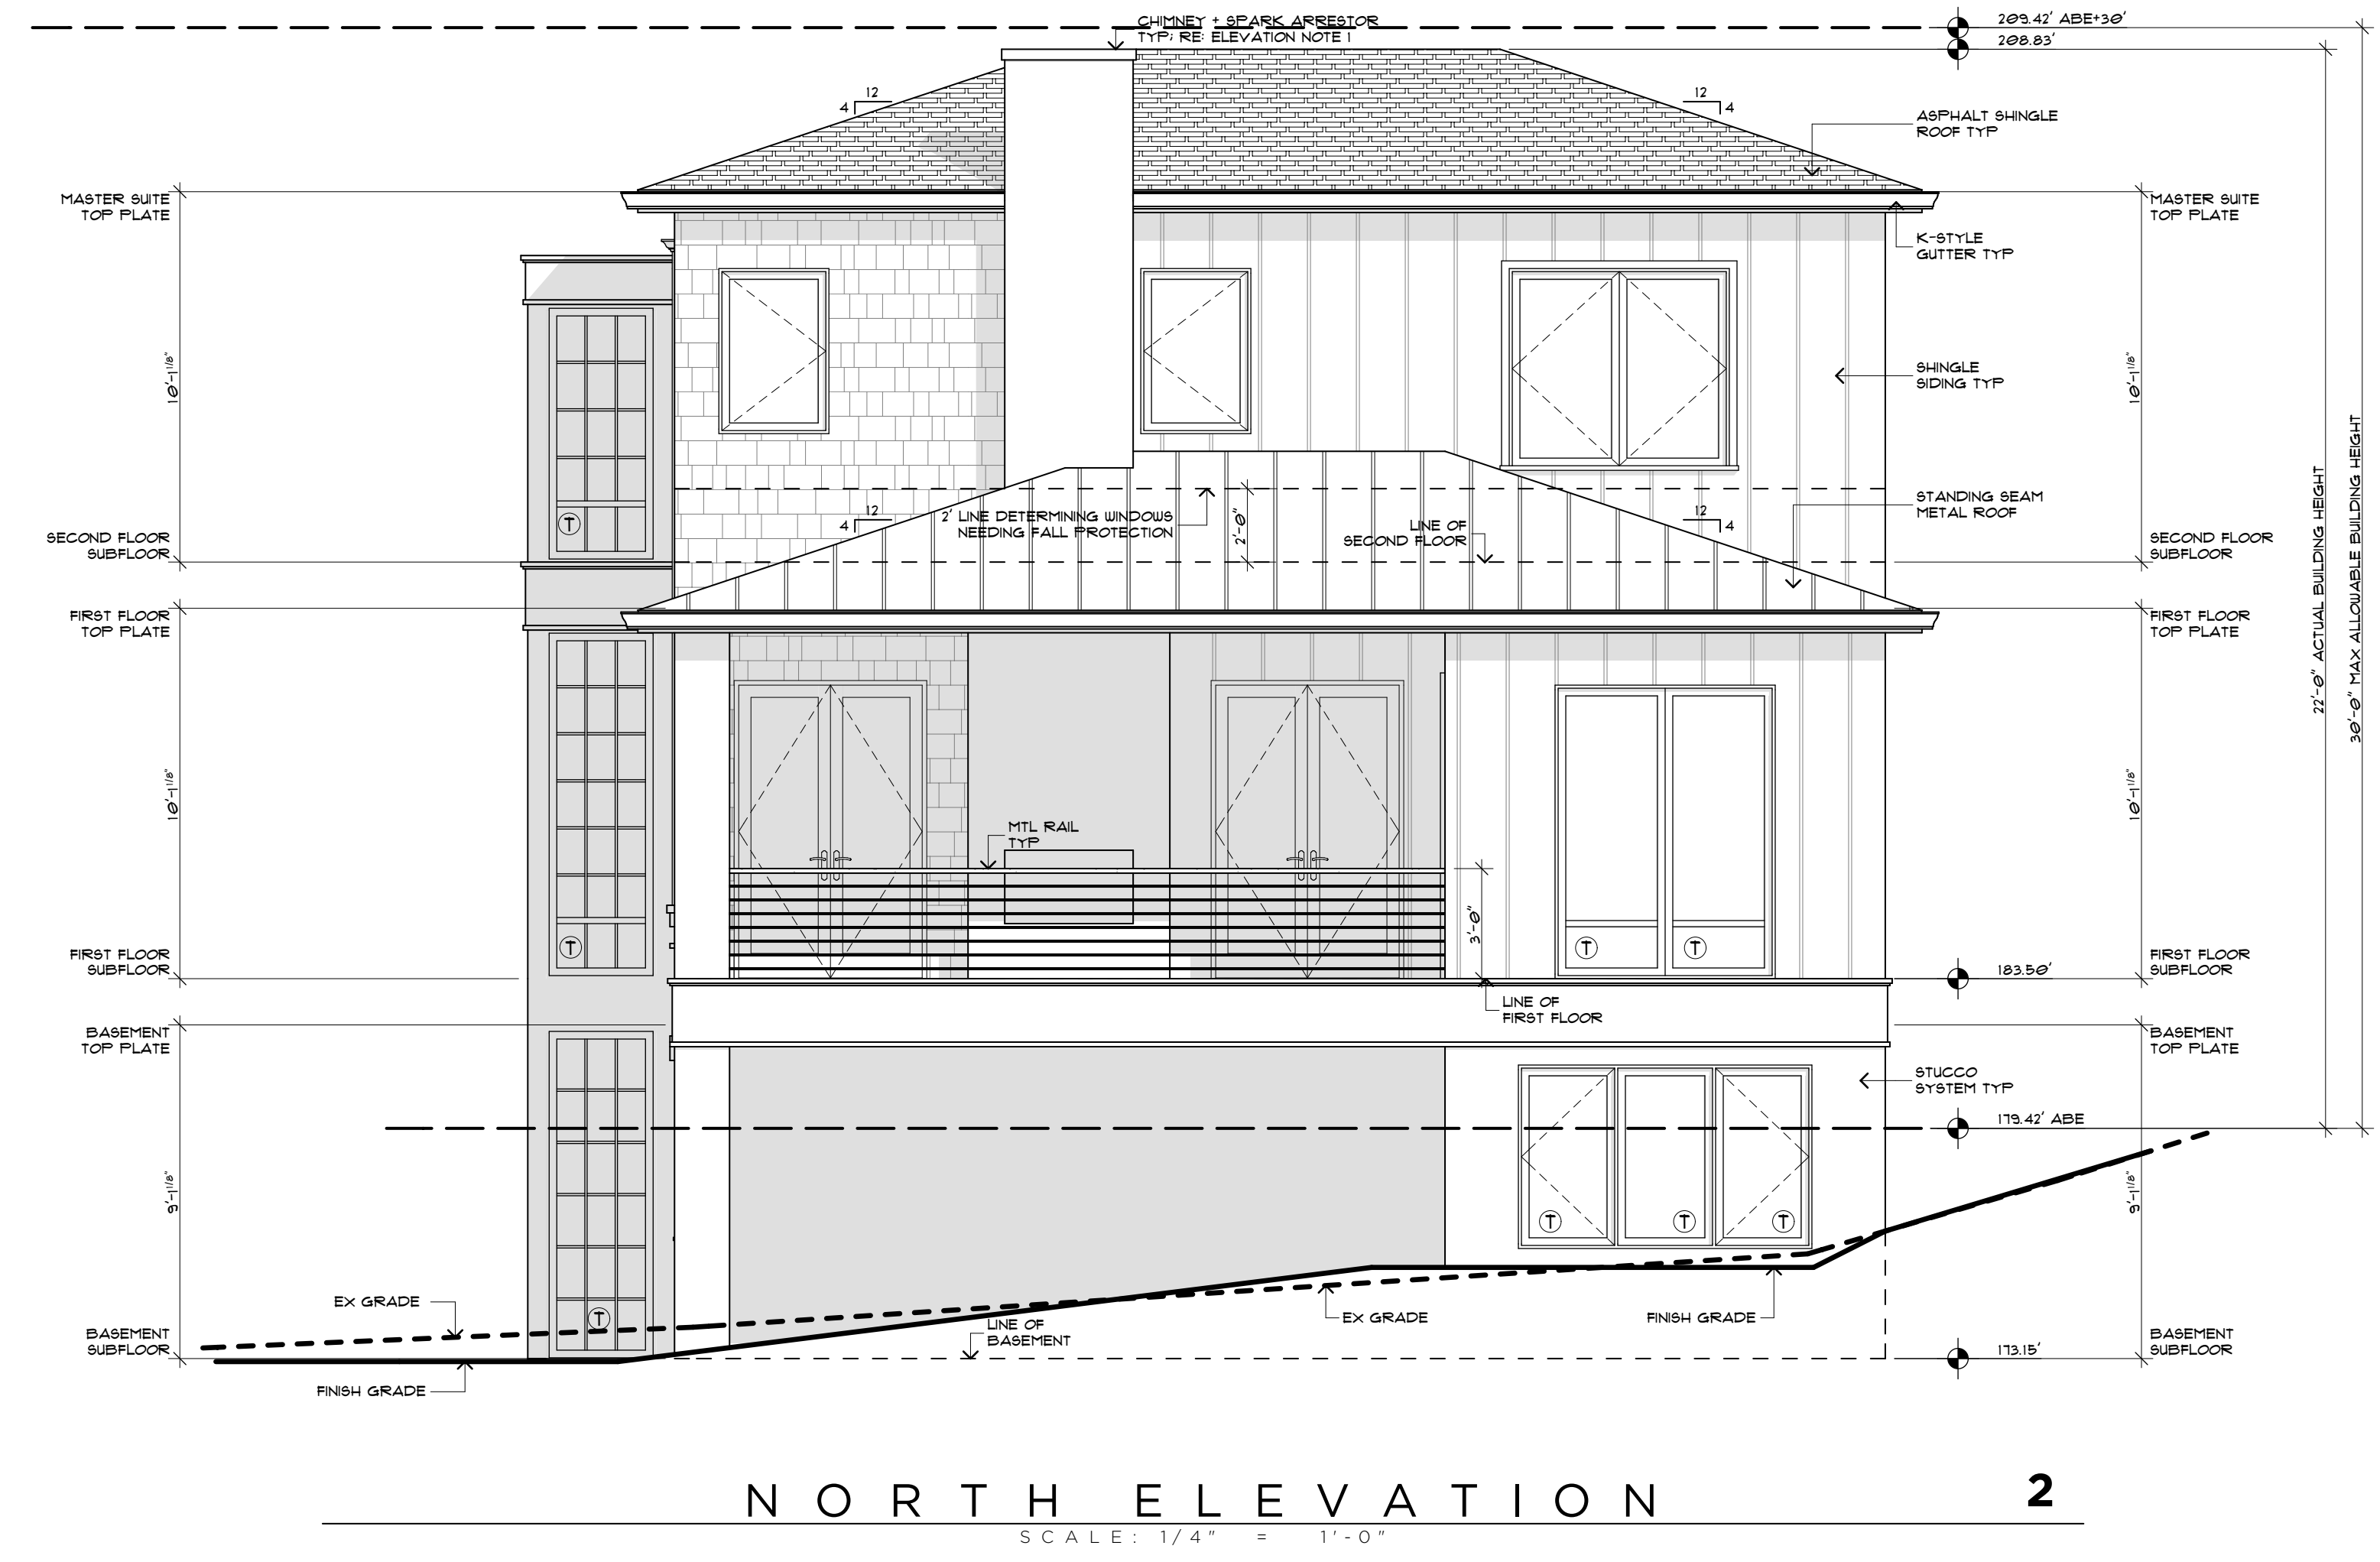 CHIMNEY + SPARK ARRESTOR
TYP; RE: ELEVATION NOTE 1
209.42' ABE+30'
208.83'
12
4
12
4
ASPHALT SHINGLE
ROOF TYP
MASTER SUITE
TOP PLATE
MASTER SUITE
TOP PLATE
K-STYLE
GUTTER TYP
10'-1 1/8"
SHINGLE
SIDING TYP
10'-1 1/8"
22'-0" ACTUAL BUILDING HEIGHT
30'-0" MAX ALLOWABLE BUILDING HEIGHT
STANDING SEAM
METAL ROOF
12
4
2' LINE DETERMINING WINDOWS
NEEDING FALL PROTECTION
2'-0"
LINE OF
SECOND FLOOR
12
4
T
SECOND FLOOR
SUBFLOOR
SECOND FLOOR
SUBFLOOR
FIRST FLOOR
TOP PLATE
FIRST FLOOR
TOP PLATE
10'-1 1/8"
10'-1 1/8"
MTL RAIL
TYP
3'-0"
T
T
T
FIRST FLOOR
SUBFLOOR
183.50'
FIRST FLOOR
SUBFLOOR
LINE OF
FIRST FLOOR
BASEMENT
TOP PLATE
BASEMENT
TOP PLATE
STUCCO
SYSTEM TYP
179.42' ABE
9'-1 1/8"
9'-1 1/8"
T
T
T
EX GRADE
T
EX GRADE
FINISH GRADE
LINE OF
BASEMENT
BASEMENT
SUBFLOOR
173.15'
BASEMENT
SUBFLOOR
FINISH GRADE
NORTH ELEVATION
2
SCALE: 1/4" = 1'-0"